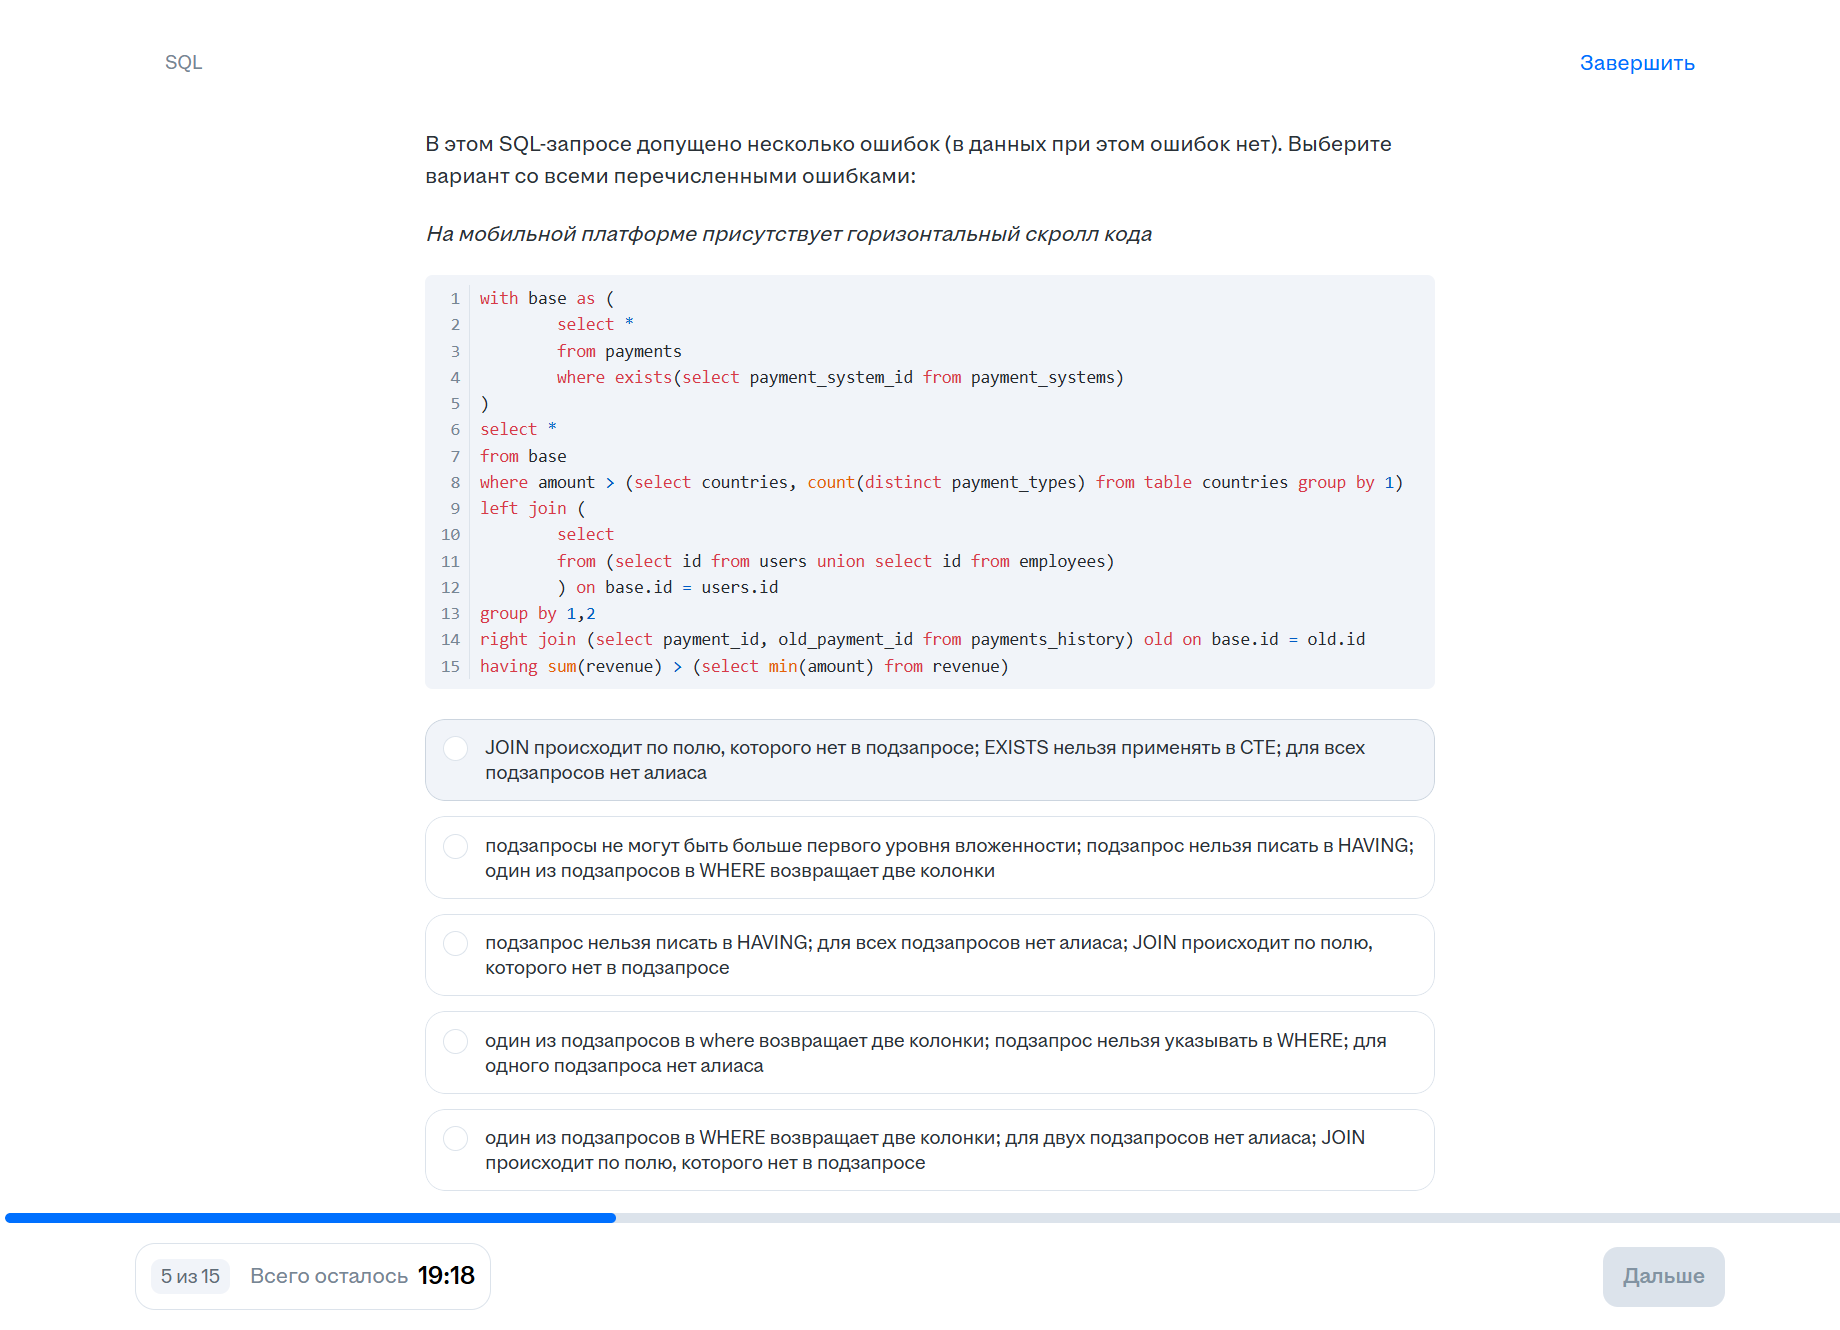 SQL
Завершить
В этом SQL-запросе допущено несколько ошибок (в данных при этом ошибок нет). Выберите
вариант со всеми перечисленными ошибками:
На мобильной платформе присутствует горизонтальный скролл кода
1 with base as (
2 select *
3 from payments
4 where exists(select payment_system_id from payment_systems)
5 )
6 select *
7 from base
8 where amount > (select countries, count(distinct payment_types) from table countries group by 1)
9 left join (
10 select
11 from (select id from users union select id from employees)
12 ) on base.id = users.id
13 group by 1,2
14 right join (select payment_id, old_payment_id from payments_history) old on base.id = old.id
15 having sum(revenue) > (select min(amount) from revenue)
JOIN происходит по полю, которого нет в подзапросе; EXISTS нельзя применять в CTE; для всех
подзапросов нет алиаса
подзапросы не могут быть больше первого уровня вложенности; подзапрос нельзя писать в HAVING;
один из подзапросов в WHERE возвращает две колонки
подзапрос нельзя писать в HAVING; для всех подзапросов нет алиаса; JOIN происходит по полю,
которого нет в подзапросе
один из подзапросов в where возвращает две колонки; подзапрос нельзя указывать в WHERE; для
одного подзапроса нет алиаса
один из подзапросов в WHERE возвращает две колонки; для двух подзапросов нет алиаса; JOIN
происходит по полю, которого нет в подзапросе
5 из 15 Всего осталось 19:18
Дальше